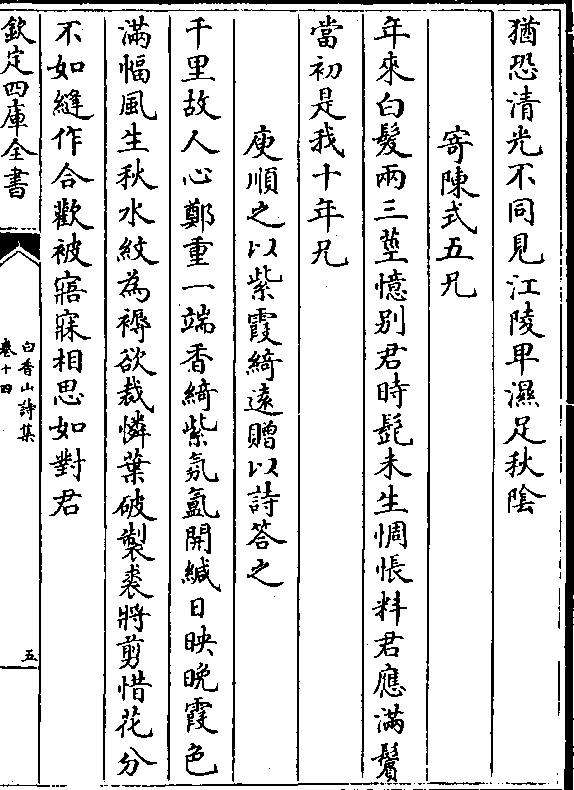 猶恐清光不同見江陵卑濕足秋陰
寄陳式五兄
年來白髮兩三莖憶别君時髭未生惆悵料君應滿鬢
當初是我十年兄
庾順之以紫霞綺遠贈以詩答之
千里故人心鄭重一端香綺紫氛氳開緘日映晚霞色
滿幅風生秋水紋為褥欲裁憐葉破製裘將剪惜花分
不如縫作合歡被寤寐相思如對君
欽定四庫全書
白香山詩集
卷十四
五